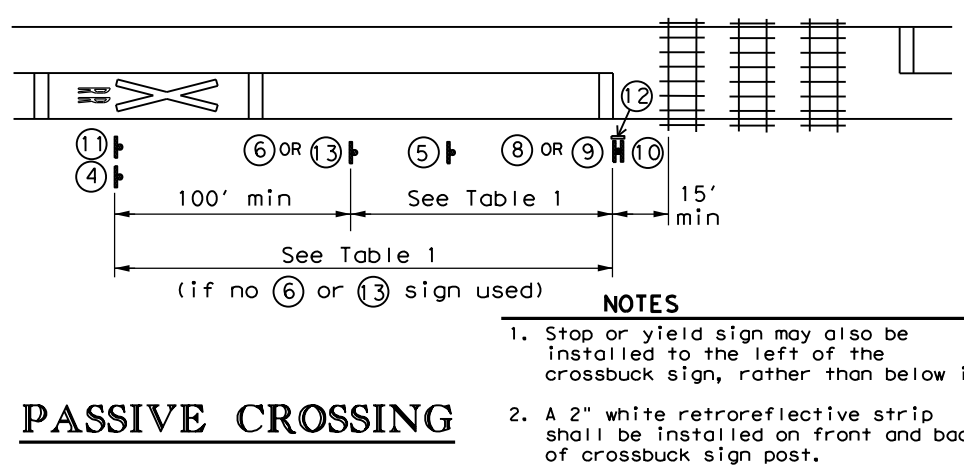 12
11
6 OR 13
5
8 OR 9
10
4
100' min
See Table 1
15'
min
See Table 1
(if no 6 or 13 sign used)
NOTES
1. Stop or yield sign may also be
installed to the left of the
crossbuck sign, rather than below
PASSIVE CROSSING
2. A 2" white retroreflective strip
shall be installed on front and
of crossbuck sign post.